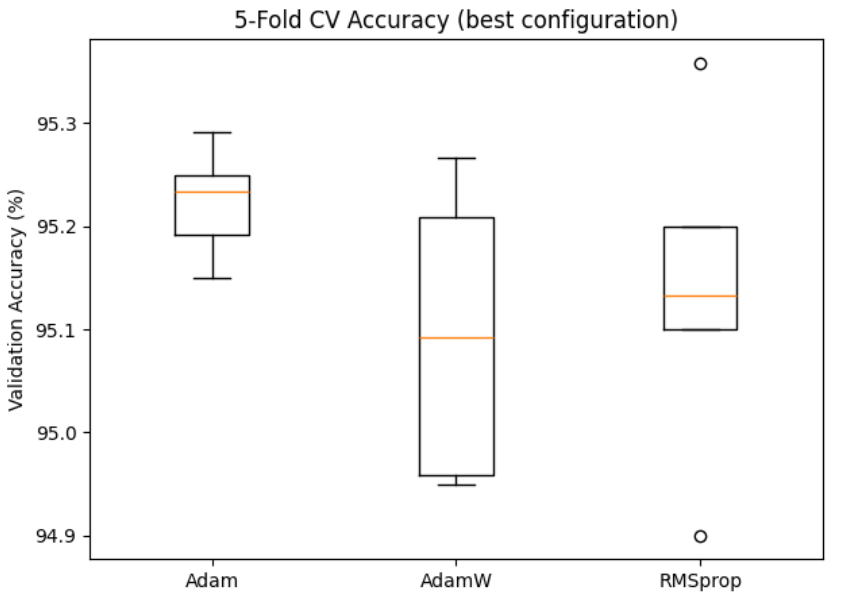 5-Fold CV Accuracy (best configuration)
Validation Accuracy (%)
95.3
95.2
95.1
95.0
94.9
Adam
AdamW
RMSprop